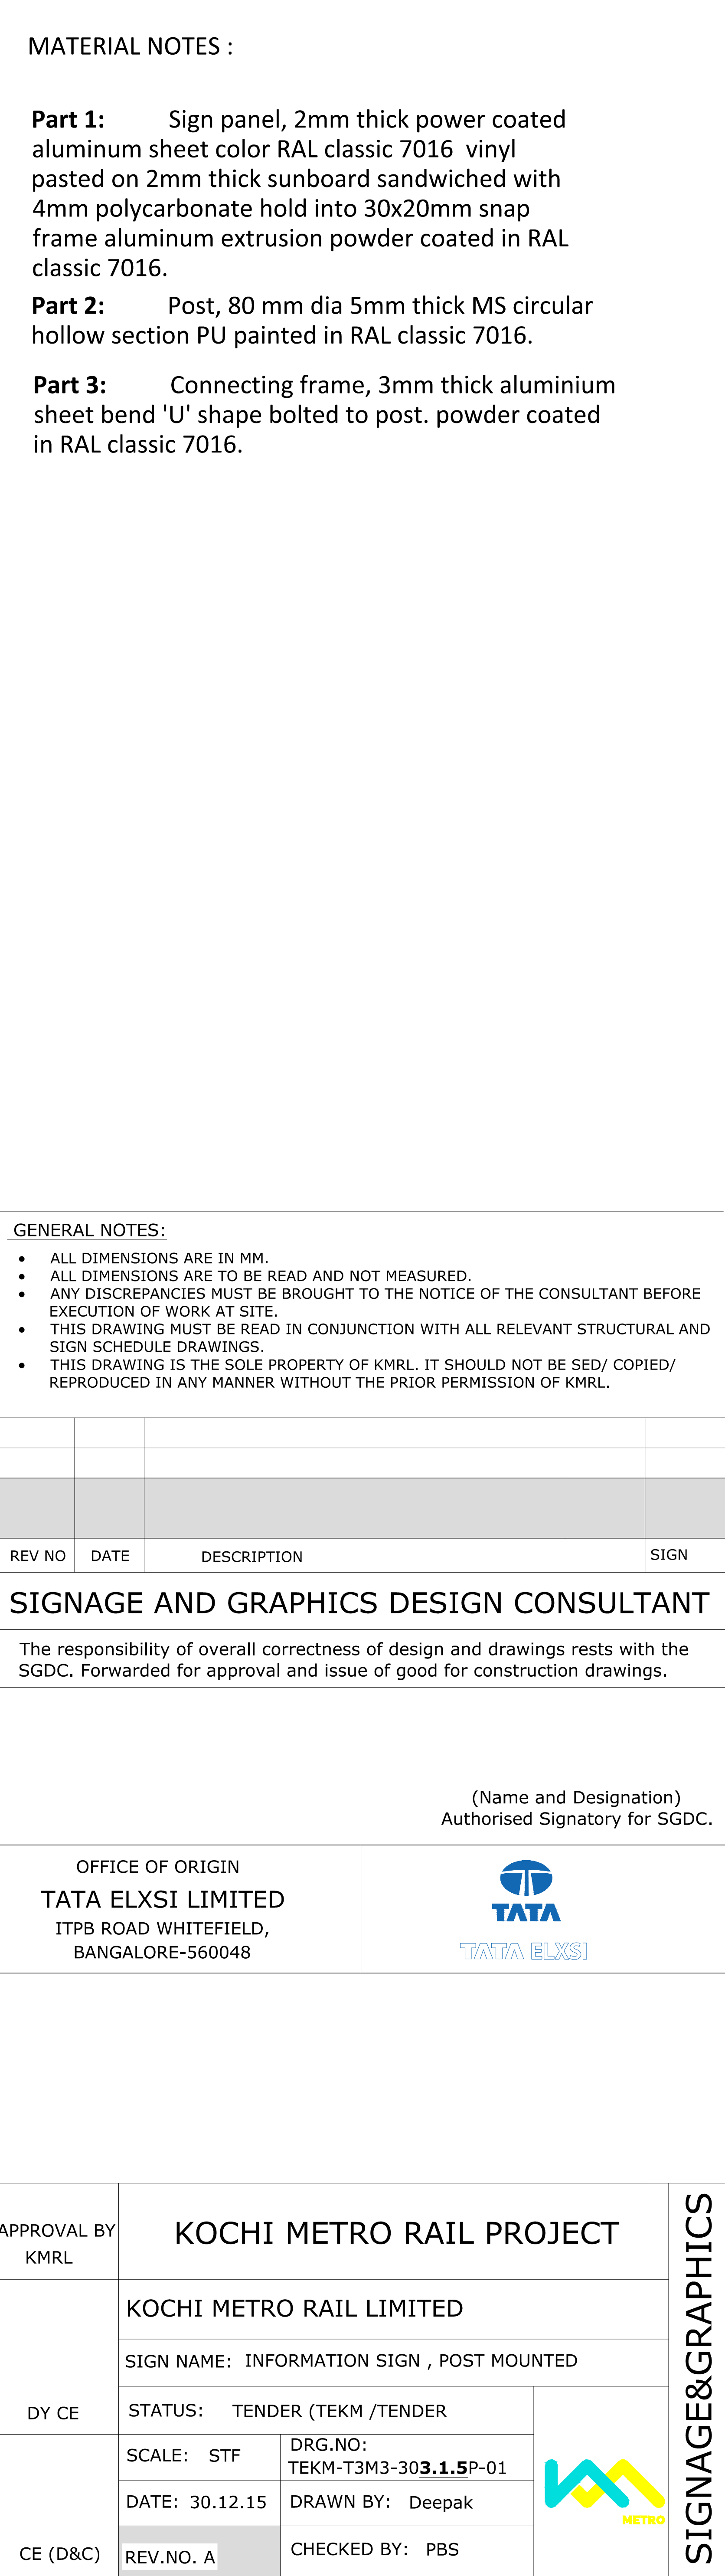 MATERIAL NOTES :
Part 1: Sign panel, 2mm thick power coated
aluminum sheet color RAL classic 7016 vinyl
pasted on 2mm thick sunboard sandwiched with
4mm polycarbonate hold into 30x20mm snap
frame aluminum extrusion powder coated in RAL
classic 7016.
Part 2: Post, 80 mm dia 5mm thick MS circular
hollow section PU painted in RAL classic 7016.
Part 3: Connecting frame, 3mm thick aluminium
sheet bend 'U' shape bolted to post. powder coated
in RAL classic 7016.
GENERAL NOTES:
• ALL DIMENSIONS ARE IN MM.
• ALL DIMENSIONS ARE TO BE READ AND NOT MEASURED.
• ANY DISCREPANCIES MUST BE BROUGHT TO THE NOTICE OF THE CONSULTANT BEFORE
EXECUTION OF WORK AT SITE.
• THIS DRAWING MUST BE READ IN CONJUNCTION WITH ALL RELEVANT STRUCTURAL AND
SIGN SCHEDULE DRAWINGS.
• THIS DRAWING IS THE SOLE PROPERTY OF KMRL. IT SHOULD NOT BE SED/ COPIED/
REPRODUCED IN ANY MANNER WITHOUT THE PRIOR PERMISSION OF KMRL.
REV NO DATE DESCRIPTION SIGN
SIGNAGE AND GRAPHICS DESIGN CONSULTANT
The responsibility of overall correctness of design and drawings rests with the
SGDC. Forwarded for approval and issue of good for construction drawings.
(Name and Designation)
Authorised Signatory for SGDC.
OFFICE OF ORIGIN
TATA ELXSI LIMITED
ITPB ROAD WHITEFIELD,
BANGALORE-560048
TATA
TATA ELXSI
APPROVAL BY
KMRL
KOCHI METRO RAIL PROJECT
KOCHI METRO RAIL LIMITED
SIGN NAME: INFORMATION SIGN , POST MOUNTED
DY CE
STATUS: TENDER (TEKM /TENDER
SCALE: STF
DRG.NO:
TEKM-T3M3-303.1.5P-01
DATE: 30.12.15
DRAWN BY: Deepak
CE (D&C)
REV.NO. A
CHECKED BY: PBS
METRO
SIGNAGE&GRAPHICS